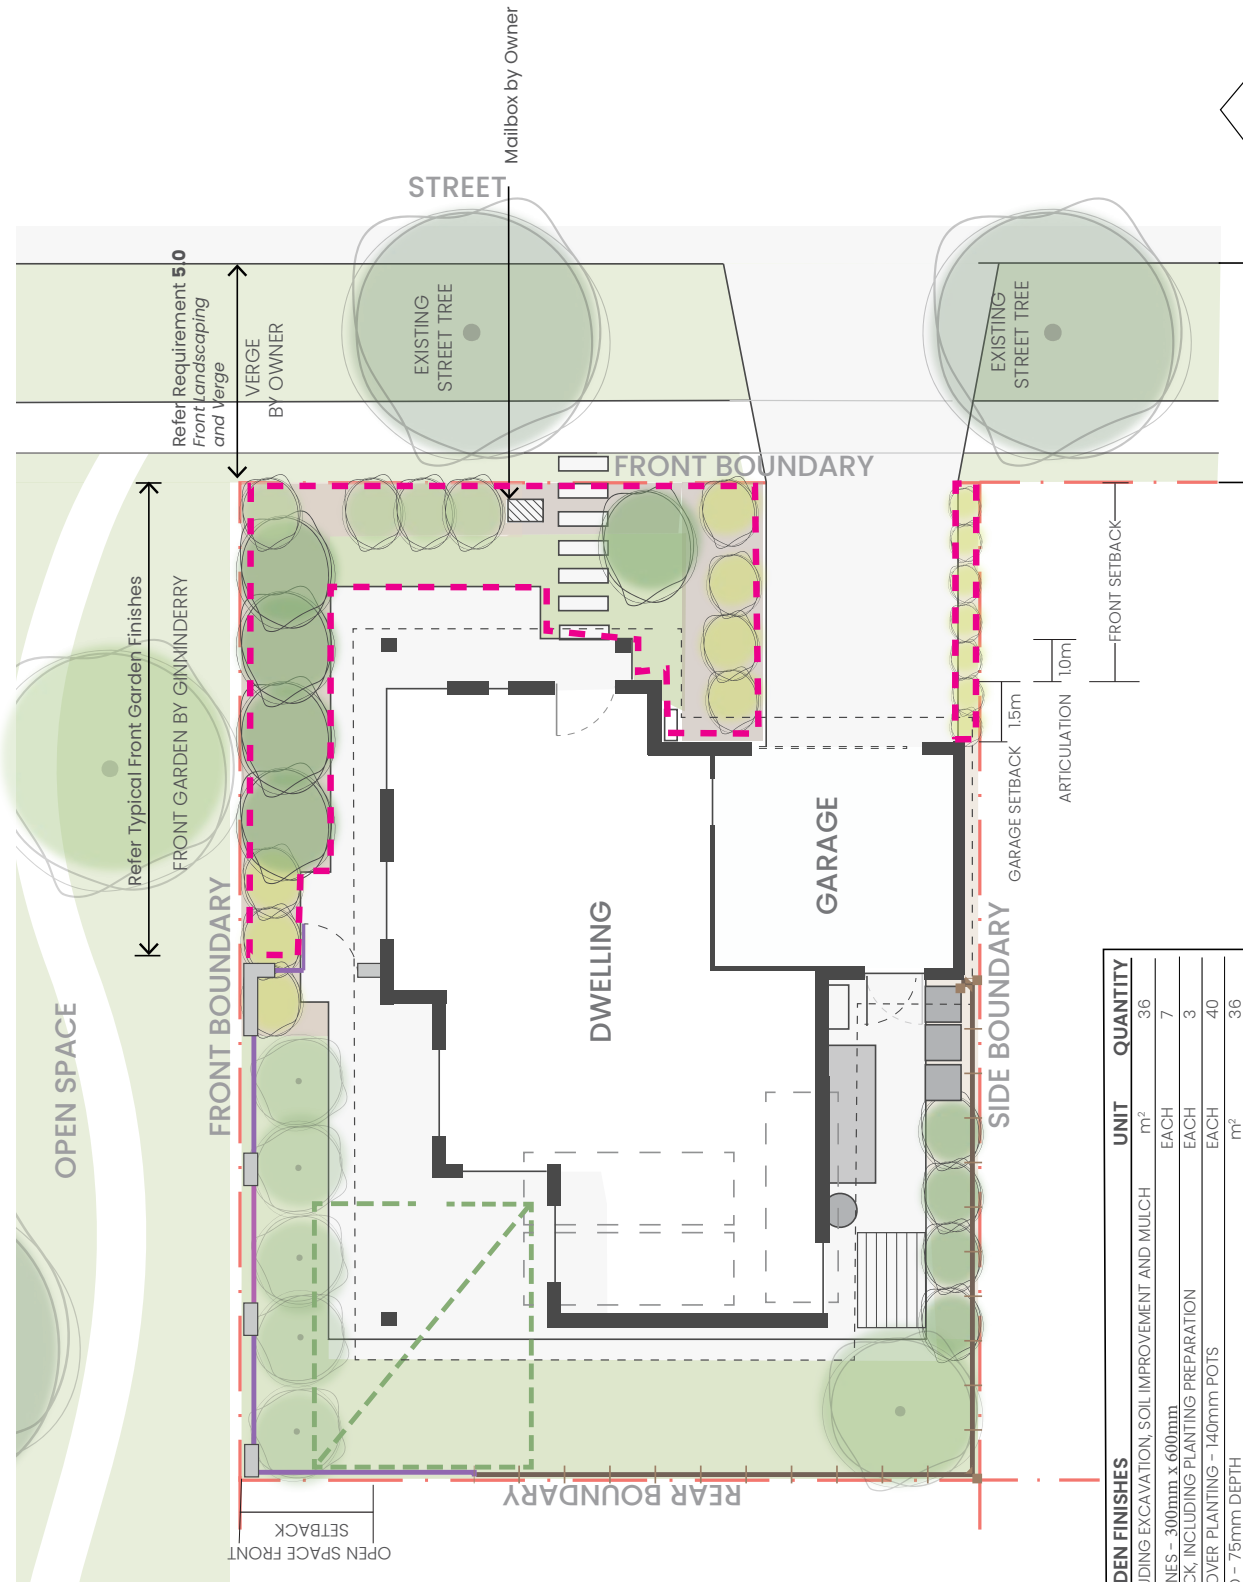 Mailbox by Owner
STREET
Refer Requirement 5.0
Front Landscaping
and Verge
VERGE
BY OWNER
EXISTING
STREET TREE
EXISTING
STREET TREE
FRONT BOUNDARY
Refer Typical Front Garden Finishes
FRONT GARDEN BY GINNINDERRY
FRONT SETBACK
1.0m
ARTICULATION
1.5m
GARAGE SETBACK
GARAGE
DWELLING
FRONT BOUNDARY
OPEN SPACE
SIDE BOUNDARY
REAR BOUNDARY
OPEN SPACE FRONT
SETBACK
DEN FINISHES UNIT QUANTITY
UDING EXCAVATION, SOIL IMPROVEMENT AND MULCH m² 36
NES - 300mm x 600mm EACH 7
CK, INCLUDING PLANTING PREPARATION EACH 3
OVER PLANTING - 140mm POTS EACH 40
- 75mm DEPTH m² 36